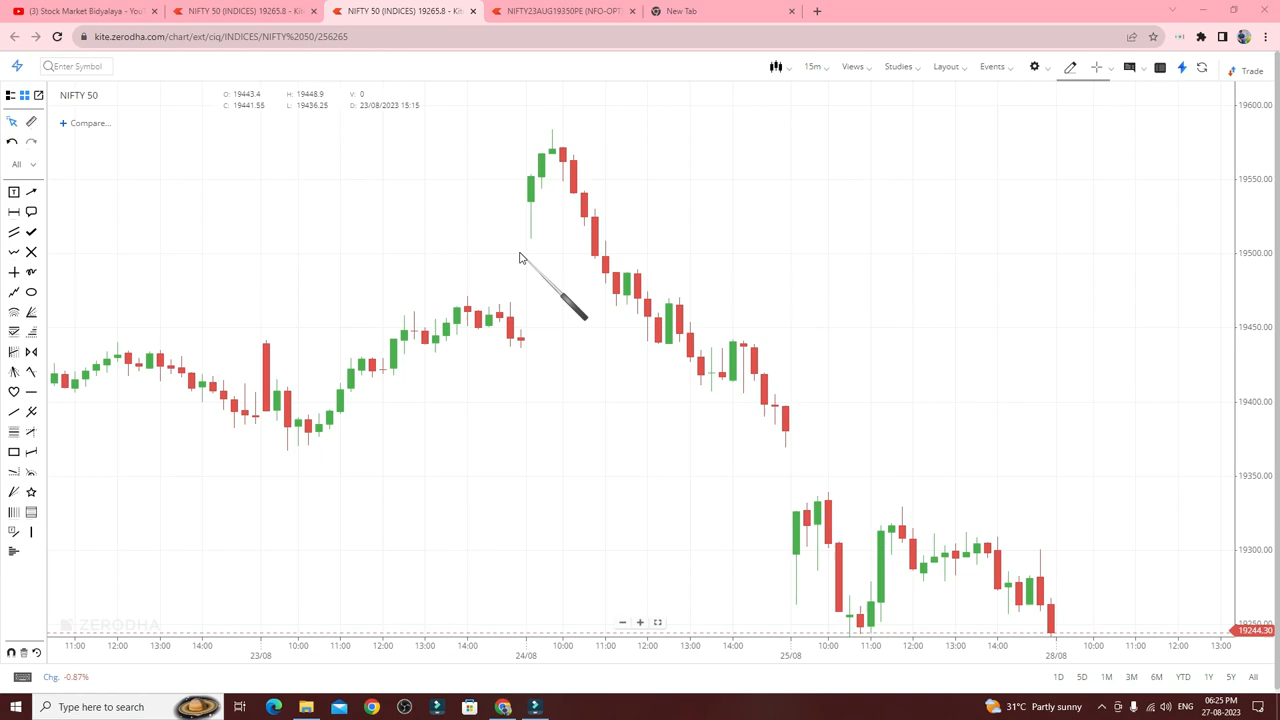 (3) Stock Market Bidyalaya - You
NIFTY 50 (INDICES) 19265.8 - Kite
NIFTY 50 (INDICES) 19265.8 - Kite
NIFTY23AUG19350PE (NFO-OPT)
New Tab
kite.zerodha.com/chart/ext/ciq/INDICES/NIFTY%2050/256265
Enter Symbol
15m
Views
Studies
Layout
Events
Trade
NIFTY 50
O: 19443.4 H: 19448.9 V: 0
C: 19441.55 L: 19436.25 D: 23/08/2023 15:15
+ Compare...
All
19600.00
19550.00
19500.00
19450.00
19400.00
19350.00
19300.00
19244.30
ZERODHA
11:00 12:00 13:00 14:00 10:00 11:00 12:00 13:00 14:00 10:00 11:00 12:00 13:00 14:00 10:00 11:00 12:00 13:00 14:00 10:00 11:00 12:00 13:00
23/08 24/08 25/08 28/08
Chg. -0.87%
1D 5D 1M 3M 6M YTD 1Y 5Y All
Type here to search
31°C Partly sunny
ENG
06:25 PM
27-08-2023